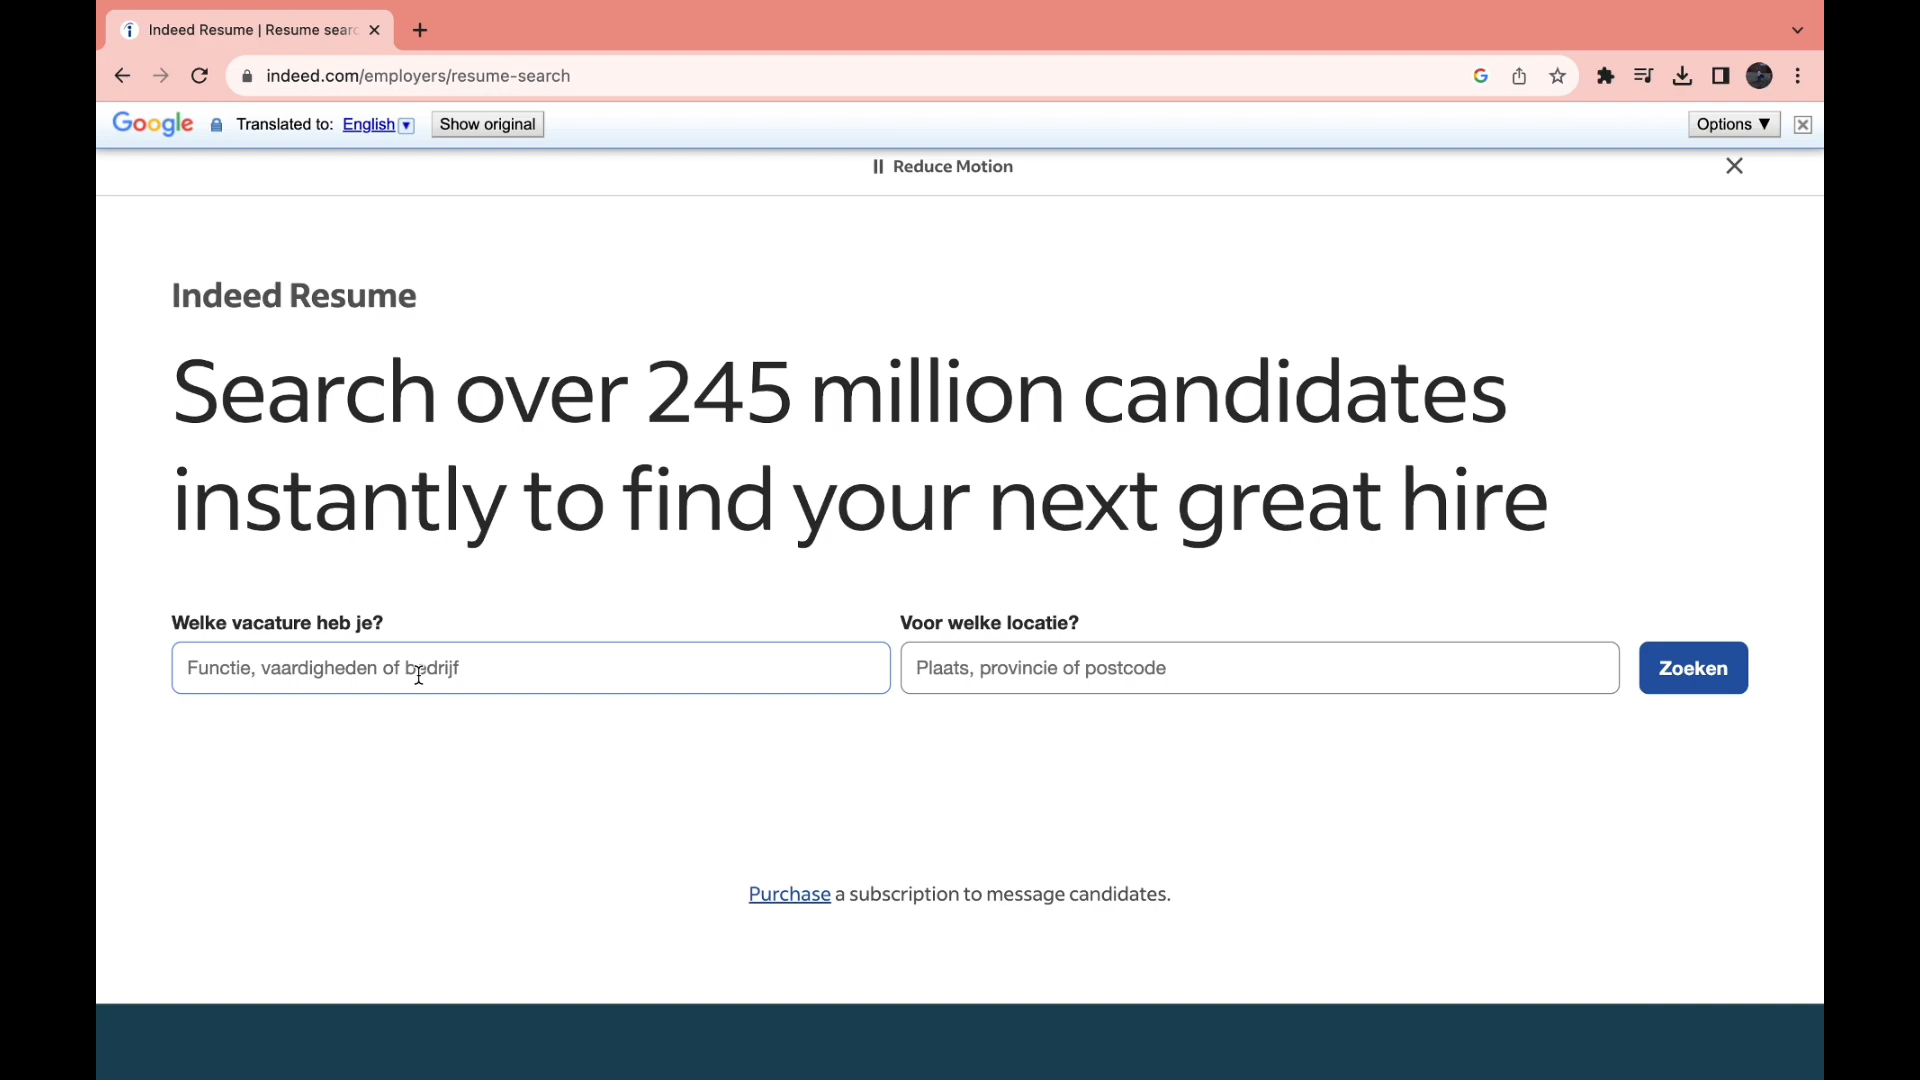 Indeed Resume | Resume sear
indeed.com/employers/resume-search
Google Translated to: English Show original Options ▼
Reduce Motion
Indeed Resume
Search over 245 million candidates
instantly to find your next great hire
Welke vacature heb je? Voor welke locatie?
Functie, vaardigheden of bedrijf Plaats, provincie of postcode Zoeken
Purchase a subscription to message candidates.